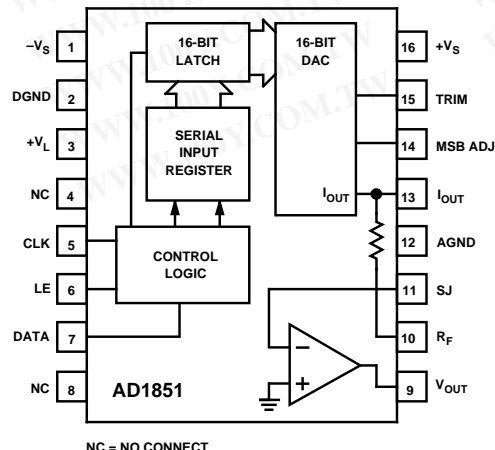 –VS 1
DGND 2
+VL 3
NC 4
CLK 5
LE 6
DATA 7
NC 8
16-BIT
LATCH
16-BIT
DAC
SERIAL
INPUT
REGISTER
CONTROL
LOGIC
IOUT
–
+
AD1851
16 +VS
15 TRIM
14 MSB ADJ
13 IOUT
12 AGND
11 SJ
10 RF
9 VOUT
NC = NO CONNECT